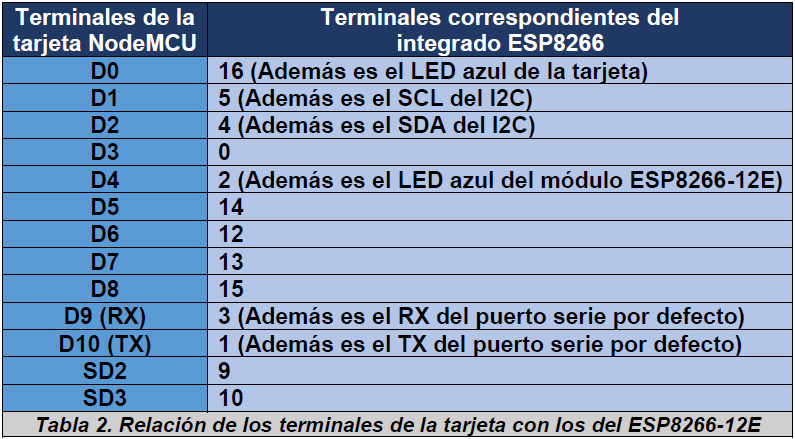 Terminales de la tarjeta NodeMCU
Terminales correspondientes del integrado ESP8266
D0 16 (Además es el LED azul de la tarjeta)
D1 5 (Además es el SCL del I2C)
D2 4 (Además es el SDA del I2C)
D3 0
D4 2 (Además es el LED azul del módulo ESP8266-12E)
D5 14
D6 12
D7 13
D8 15
D9 (RX) 3 (Además es el RX del puerto serie por defecto)
D10 (TX) 1 (Además es el TX del puerto serie por defecto)
SD2 9
SD3 10
Tabla 2. Relación de los terminales de la tarjeta con los del ESP8266-12E